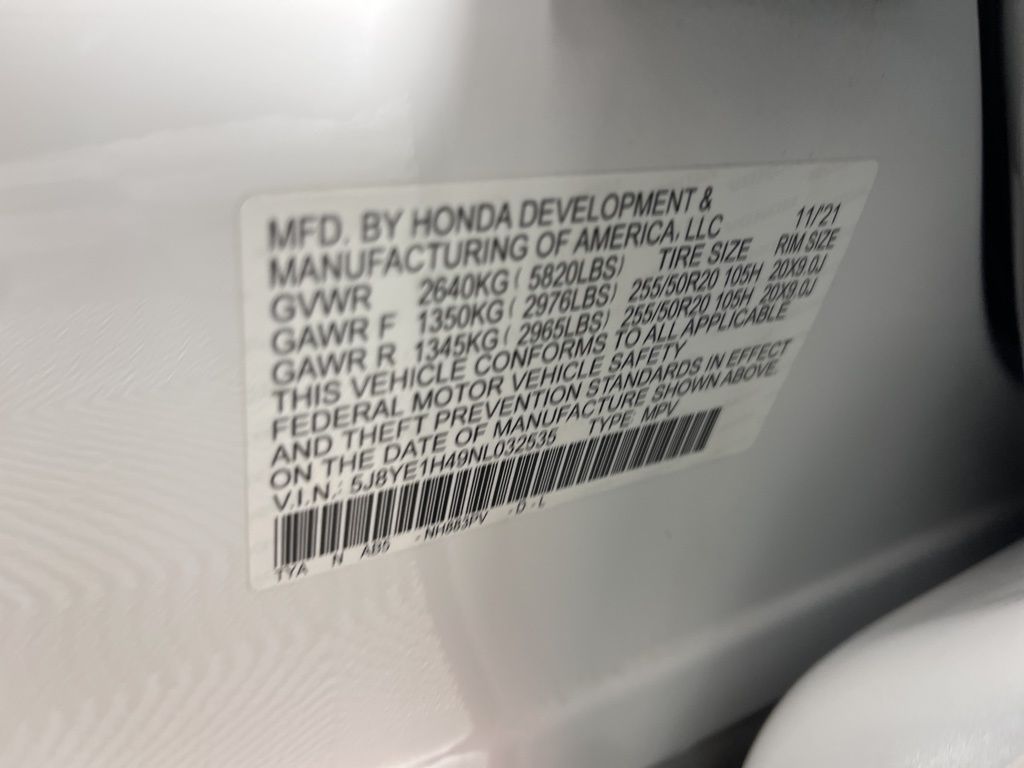 MFD. BY HONDA DEVELOPMENT &
MANUFACTURING OF AMERICA, LLC 11/21
GVWR 2640KG ( 5820LBS) TIRE SIZE RIM SIZE
GAWR F 1350KG ( 2976LBS) 255/50R20 105H 20X9.0J
GAWR R 1345KG ( 2965LBS) 255/50R20 105H 20X9.0J
THIS VEHICLE CONFORMS TO ALL APPLICABLE
FEDERAL MOTOR VEHICLE SAFETY
AND THEFT PREVENTION STANDARDS IN EFFECT
ON THE DATE OF MANUFACTURE SHOWN ABOVE.
V.I.N.: 5J8YE1H49NL032535 TYPE: MPV
TYA N AB5 - NH883PV - D - L